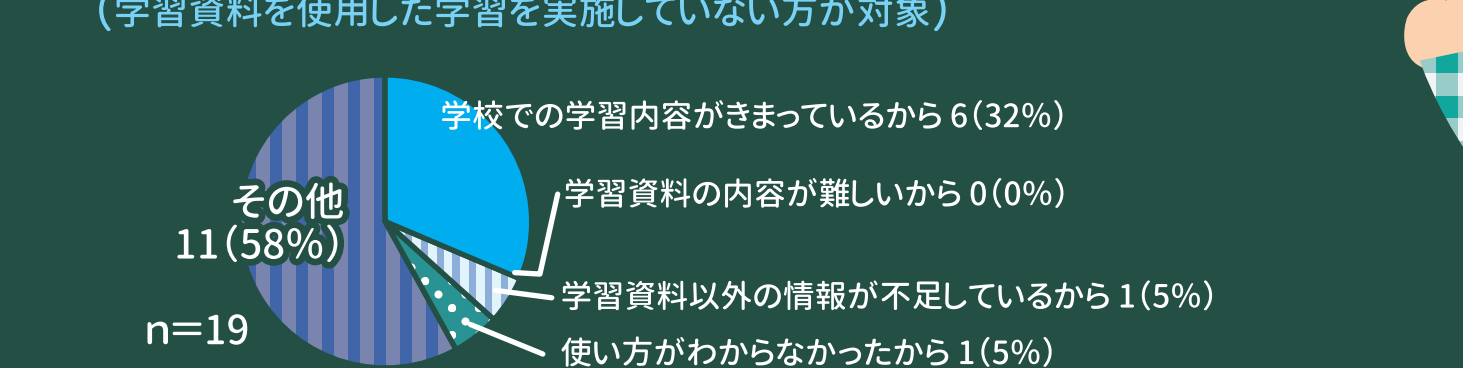 (学習資料を使用した学習を実施していない方が対象)
学校での学習内容がきまっているから 6(32%)
学習資料の内容が難しいから 0(0%)
その他
11(58%)
学習資料以外の情報が不足しているから 1(5%)
n=19
使い方がわからなかったから 1(5%)